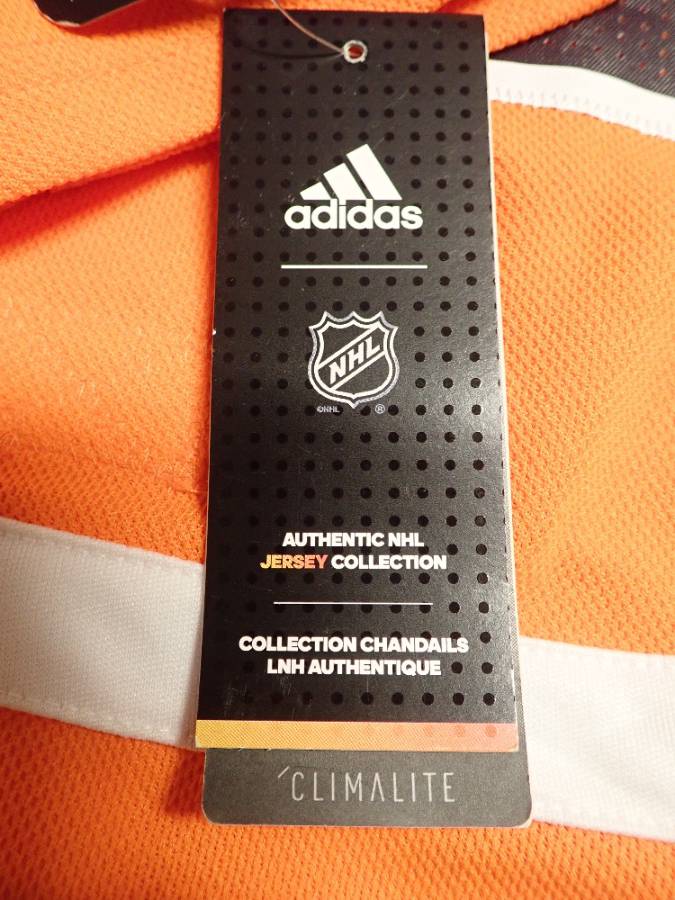 adidas
NHL
©NHL ®
AUTHENTIC NHL
JERSEY COLLECTION
COLLECTION CHANDAILS
LNH AUTHENTIQUE
´CLIMALITE